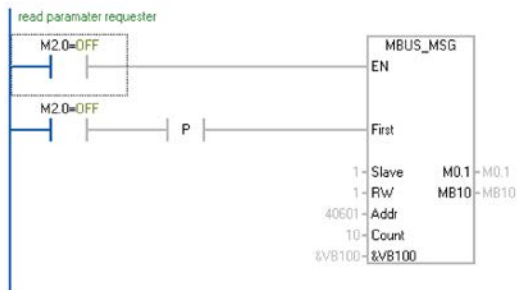 read paramater requester
M2.0=OFF
MBUS_MSG
EN
M2.0=OFF
P
First
1 Slave M0.1 M0.1
1 RW MB10 MB10
40601 Addr
10 Count
&VB100 &VB100